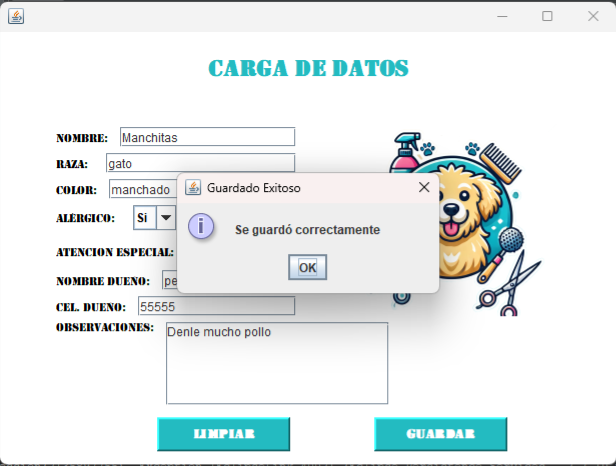 CARGA DE DATOS
NOMBRE: Manchitas
RAZA: gato
COLOR: manchado
ALÉRGICO: Si
ATENCION ESPECIAL:
NOMBRE DUENO: pe
CEL. DUENO: 55555
OBSERVACIONES: Denle mucho pollo
Guardado Exitoso
Se guardó correctamente
OK
LIMPIAR GUARDAR